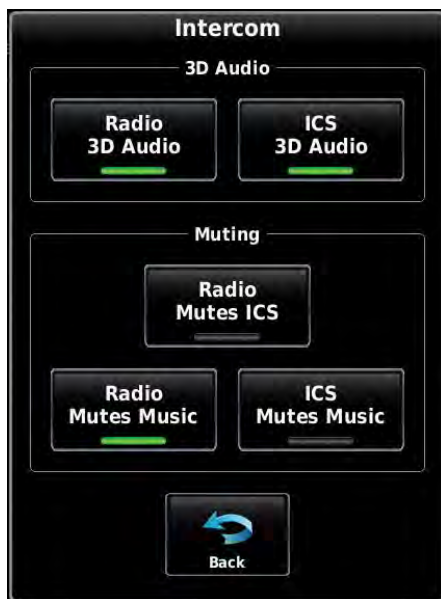 Intercom
3D Audio
Radio
3D Audio
ICS
3D Audio
Muting
Radio
Mutes ICS
Radio
Mutes Music
ICS
Mutes Music
Back